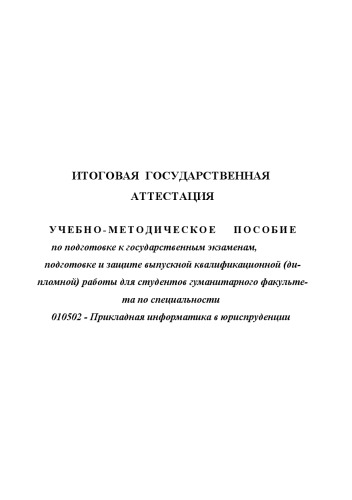 ИТОГОВАЯ ГОСУДАРСТВЕННАЯ
АТТЕСТАЦИЯ
УЧЕБНО-МЕТОДИЧЕСКОЕ ПОСОБИЕ
по подготовке к государственным экзаменам,
подготовке и защите выпускной квалификационной (ди-
пломной) работы для студентов гуманитарного факульте-
та по специальности
010502 - Прикладная информатика в юриспруденции